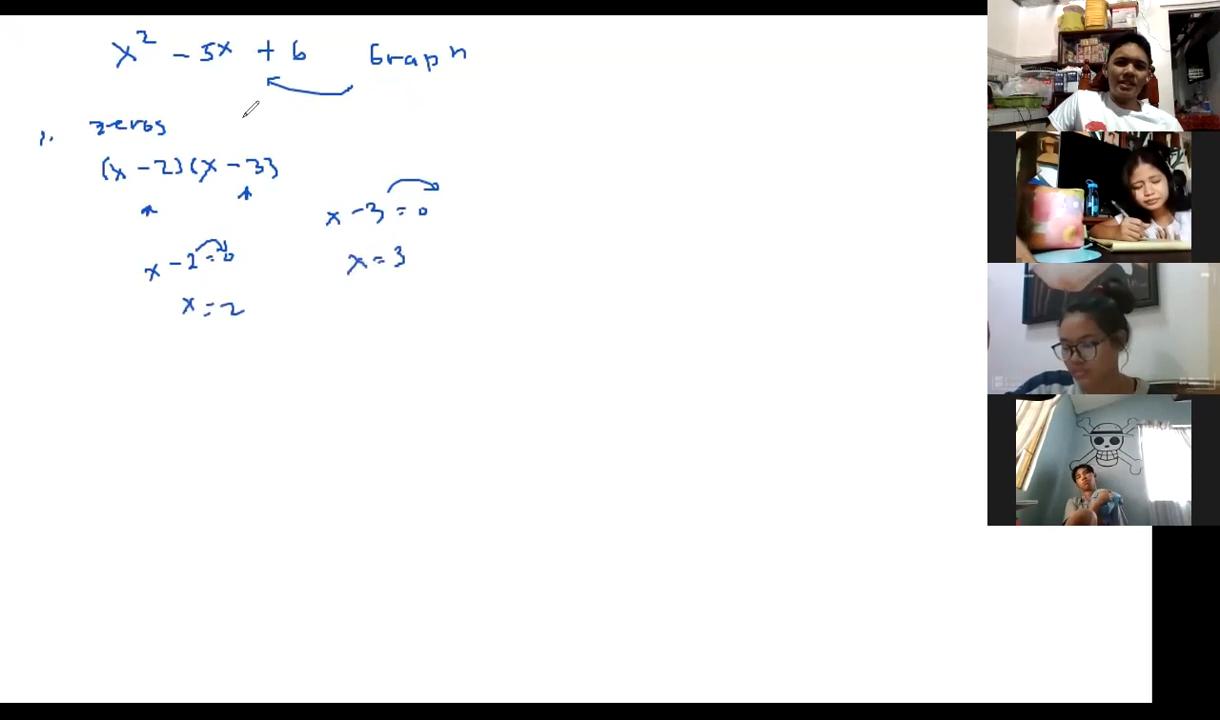 x² - 5x + 6 Graph
1. zeros
(x - 2)(x - 3)
x - 3 = 0
x - 2 = 0
x = 3
x = 2